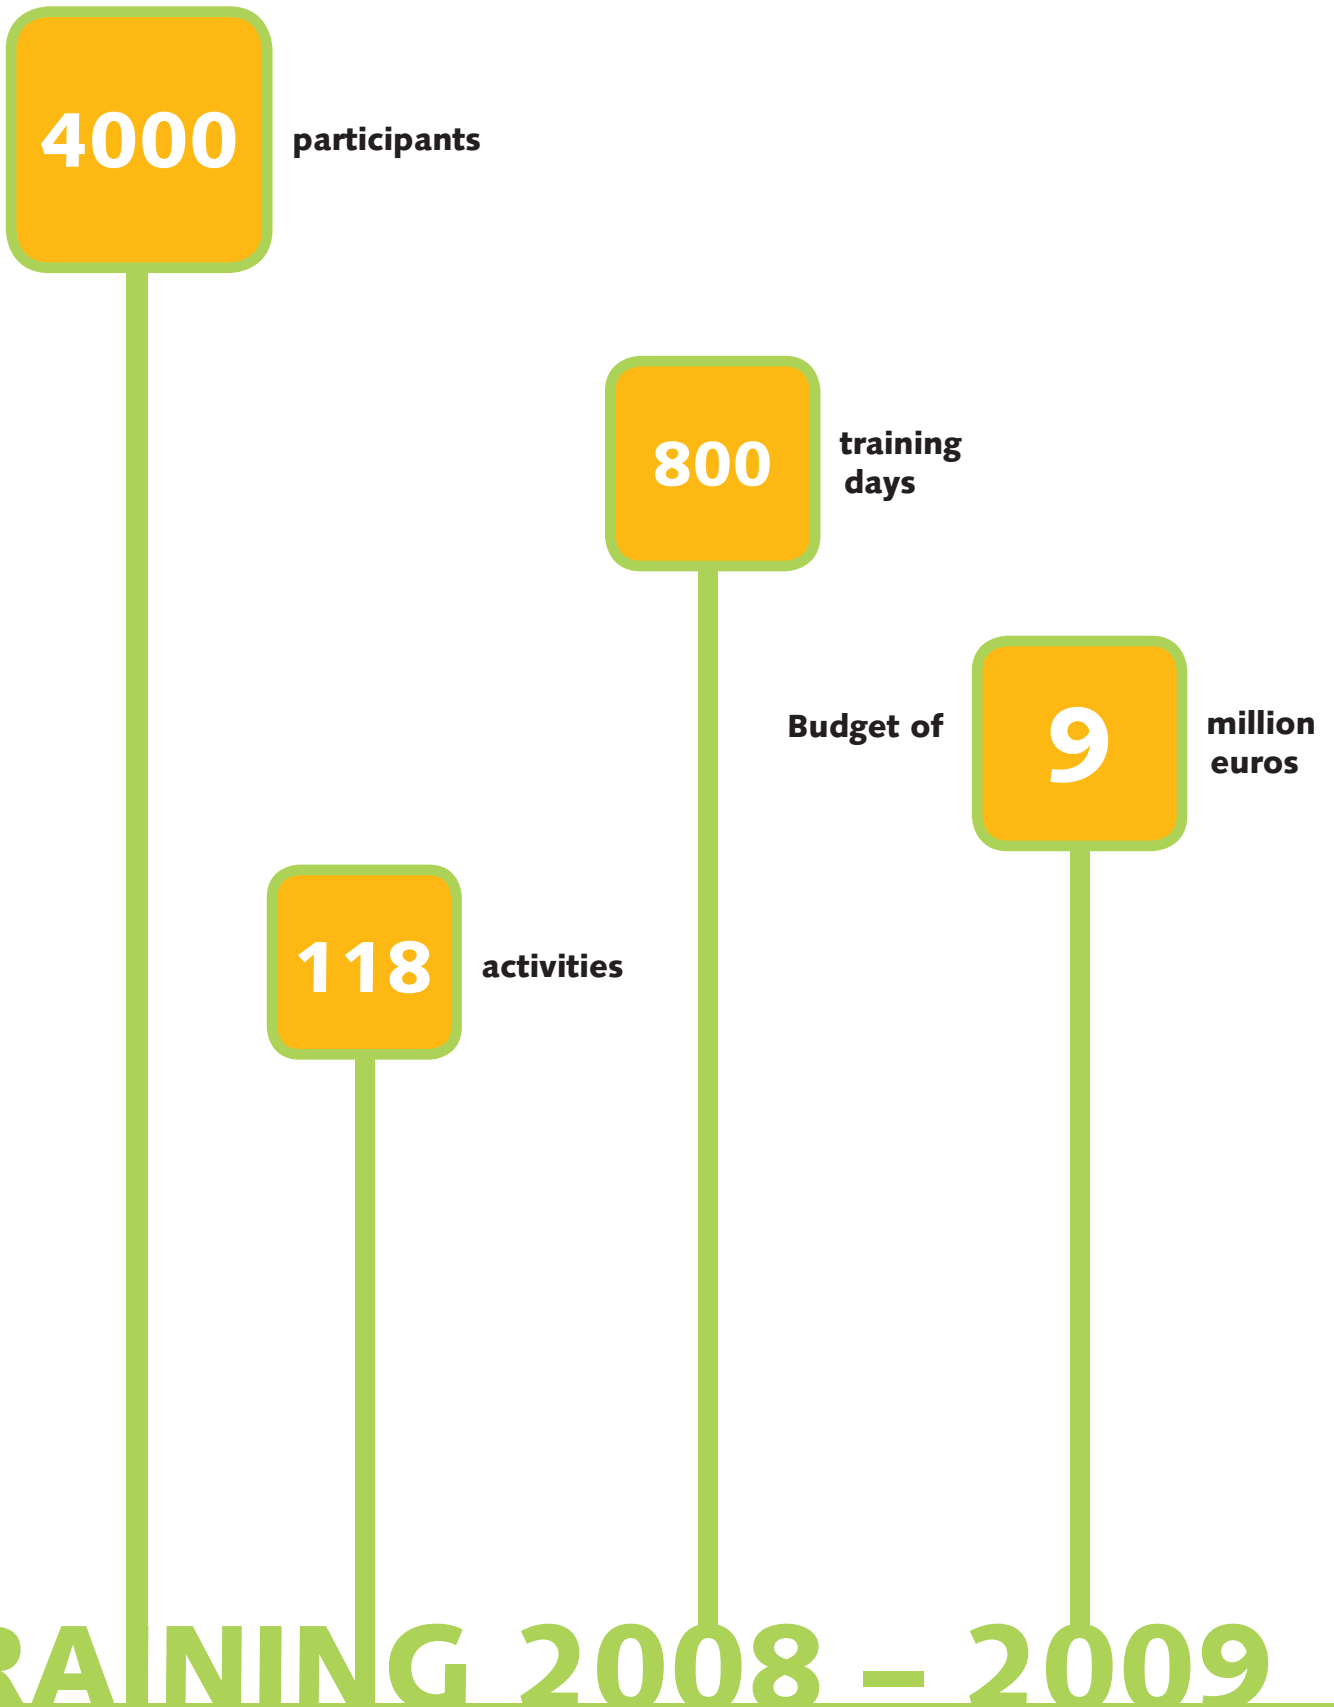 4000 participants
800 training
days
Budget of 9 million
euros
118 activities
RAINING 2008 – 2009